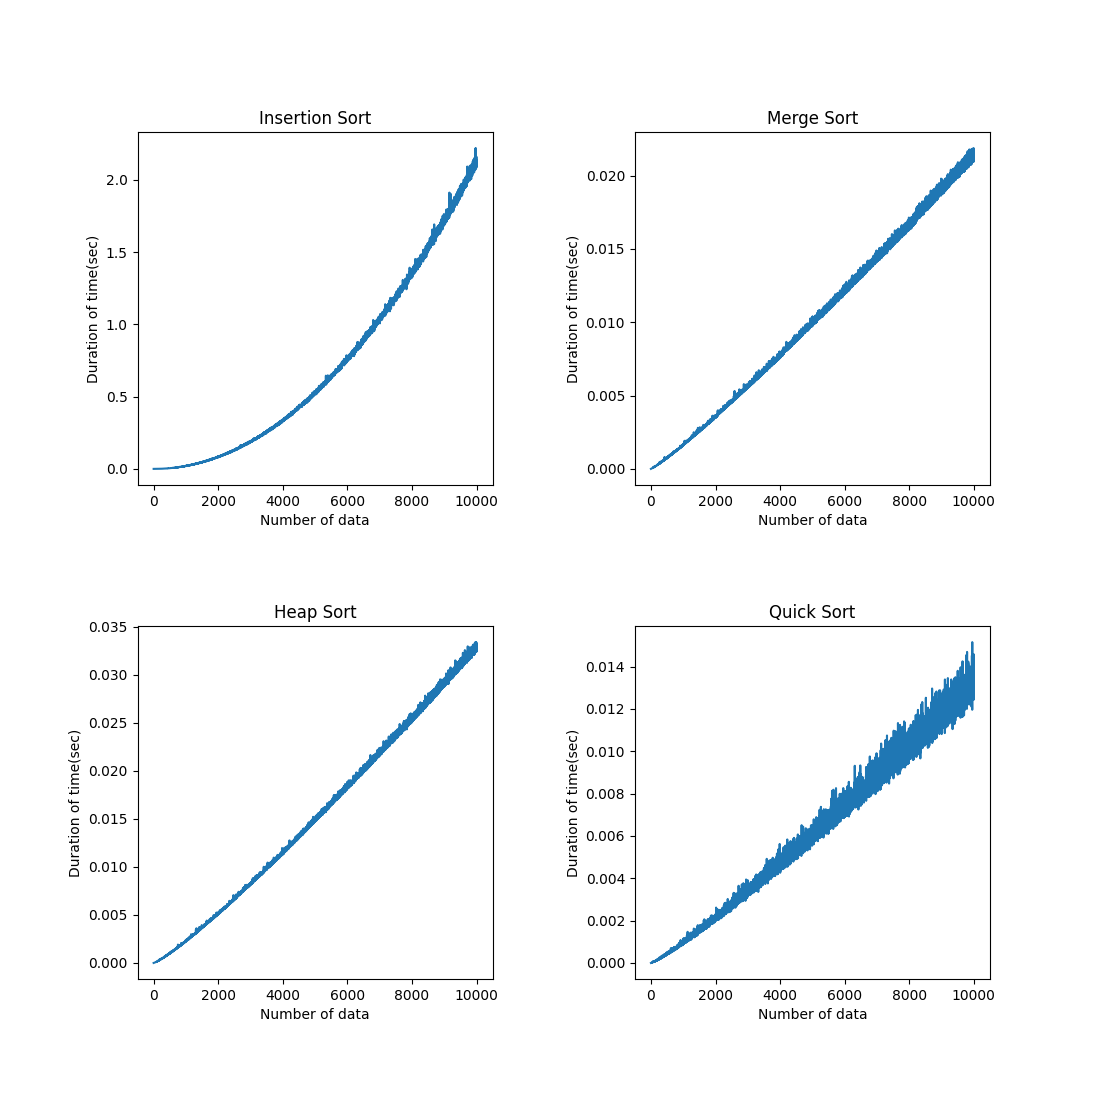 Insertion Sort
Duration of time(sec)
2.0
1.5
1.0
0.5
0.0
0 2000 4000 6000 8000 10000
Number of data
Merge Sort
Duration of time(sec)
0.020
0.015
0.010
0.005
0.000
0 2000 4000 6000 8000 10000
Number of data
Heap Sort
Duration of time(sec)
0.035
0.030
0.025
0.020
0.015
0.010
0.005
0.000
0 2000 4000 6000 8000 10000
Number of data
Quick Sort
Duration of time(sec)
0.014
0.012
0.010
0.008
0.006
0.004
0.002
0.000
0 2000 4000 6000 8000 10000
Number of data